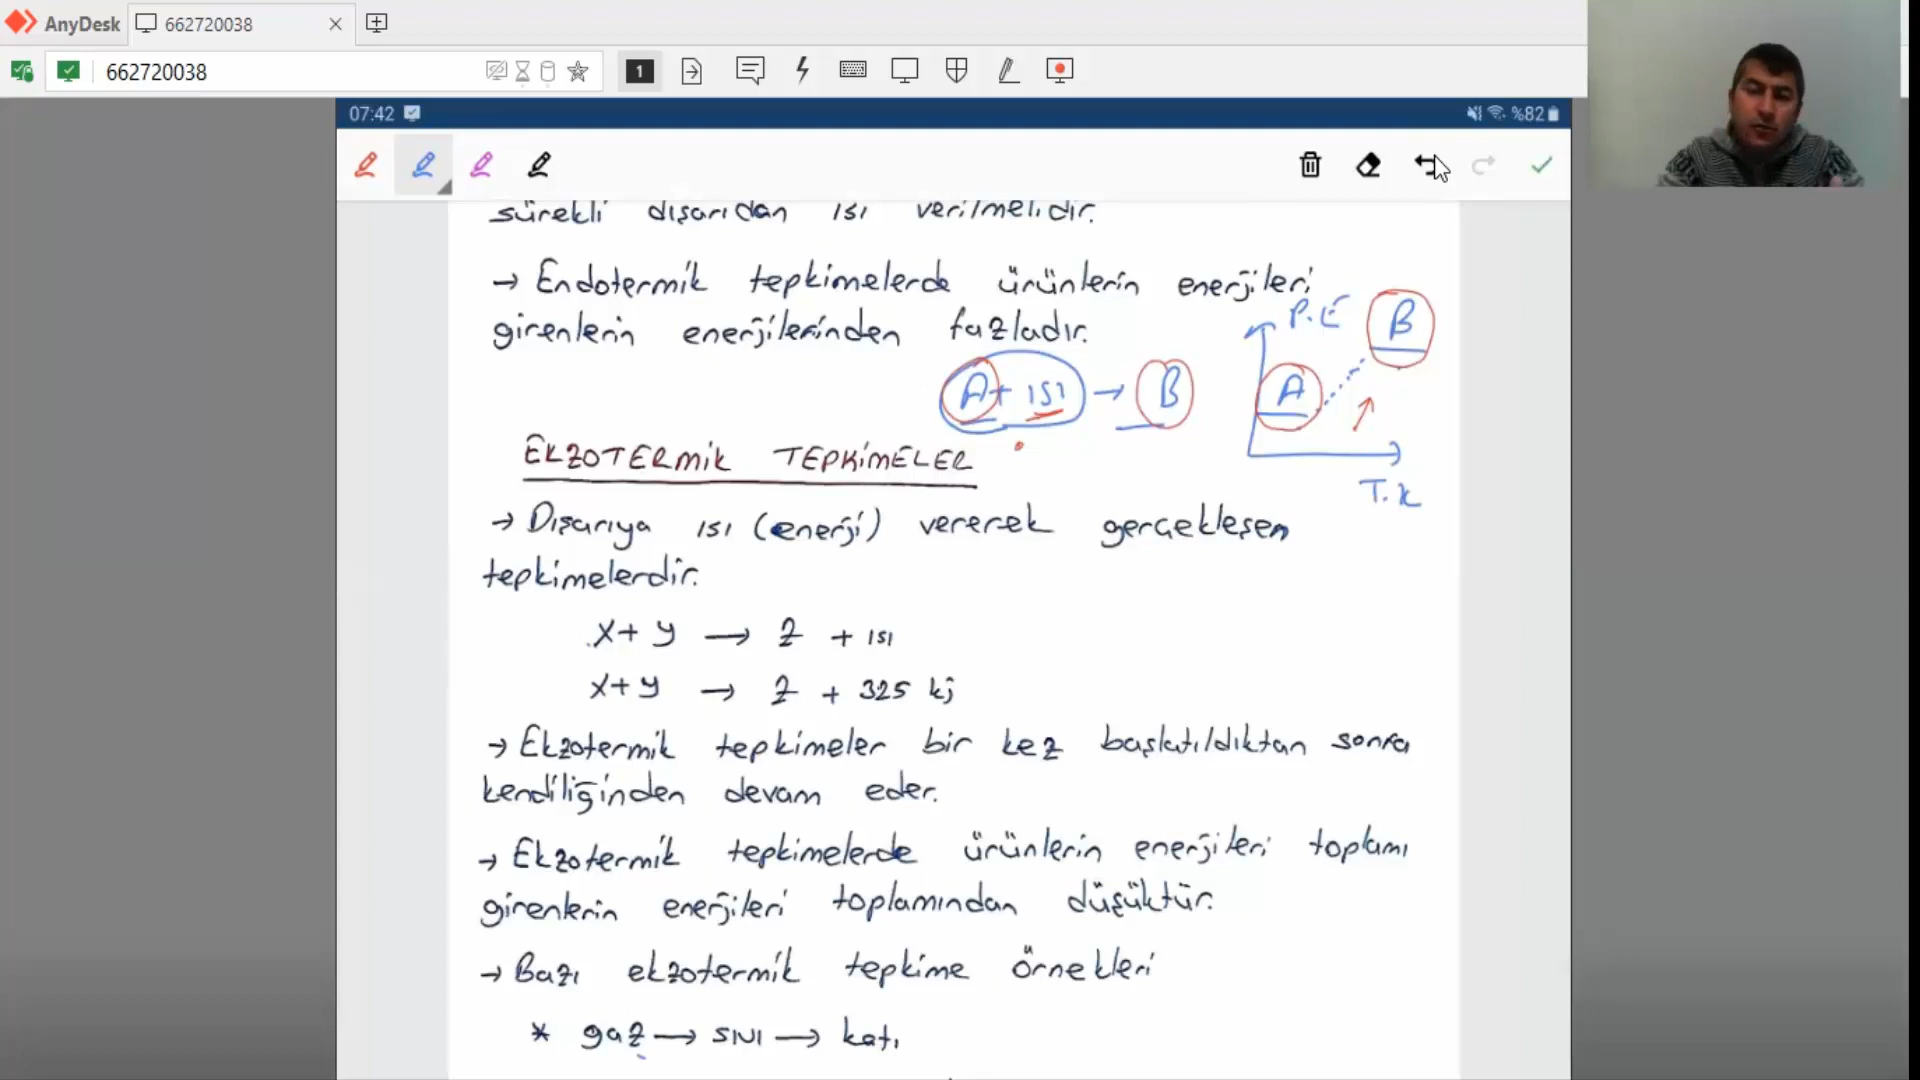 AnyDesk
662720038
662720038
1
07:42
%82
sürekli dışarıdan ısı verilmelidir.
→ Endotermik tepkimelerde ürünlerin enerjileri
girenlerin enerjilerinden fazladır.
P.E
B
A
T.K
A + ısı → B
EKZOTERMİK TEPKİMELER
→ Dışarıya ısı (enerji) vererek gerçekleşen
tepkimelerdir.
X + Y → Z + ısı
X + Y → Z + 325 kj
→ Ekzotermik tepkimeler bir kez başlatıldıktan sonra
kendiliğinden devam eder.
→ Ekzotermik tepkimelerde ürünlerin enerjileri toplamı
girenlerin enerjileri toplamından düşüktür.
→ Bazı ekzotermik tepkime örnekleri
* gaz → sıvı → katı